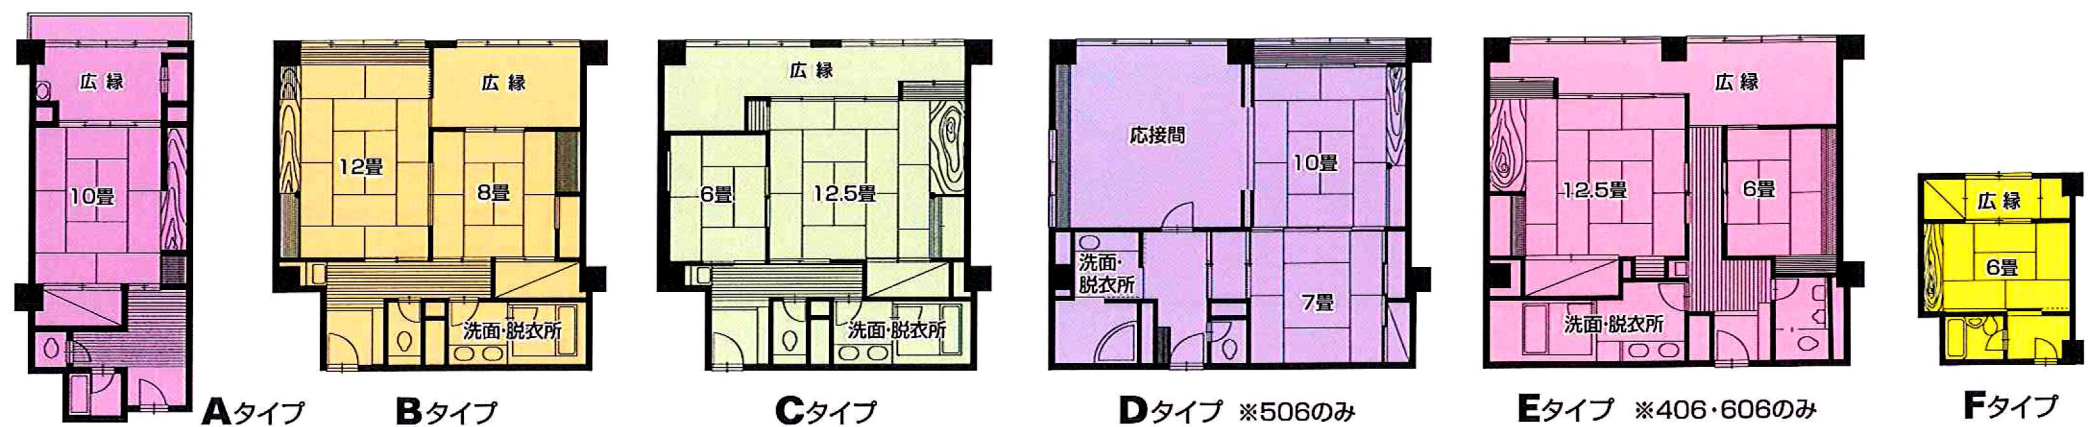 広縁
10畳
Aタイプ
広縁
12畳
8畳
洗面・脱衣所
Bタイプ
広縁
6畳
12.5畳
洗面・脱衣所
Cタイプ
応接間
10畳
洗面・
脱衣所
7畳
Dタイプ ※506のみ
広縁
12.5畳
6畳
洗面・脱衣所
Eタイプ ※406・606のみ
広縁
6畳
Fタイプ